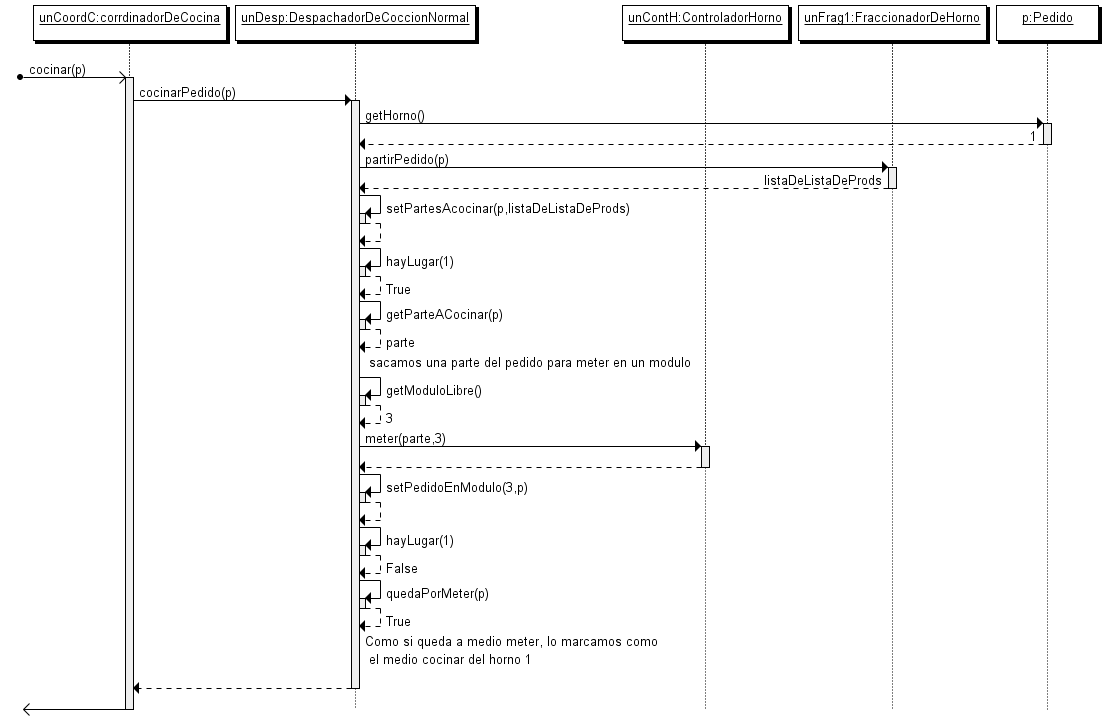 unCoordC:corrdinadorDeCocina
unDesp:DespachadorDeCoccionNormal
unContH:ControladorHorno
unFrag1:FraccionadorDeHorno
p:Pedido
cocinar(p)
cocinarPedido(p)
getHorno()
1
partirPedido(p)
listaDeListaDeProds
setPartesAcocinar(p,listaDeListaDeProds)
hayLugar(1)
True
getParteACocinar(p)
parte
sacamos una parte del pedido para meter en un modulo
getModuloLibre()
3
meter(parte,3)
setPedidoEnModulo(3,p)
hayLugar(1)
False
quedaPorMeter(p)
True
Como si queda a medio meter, lo marcamos como
el medio cocinar del horno 1